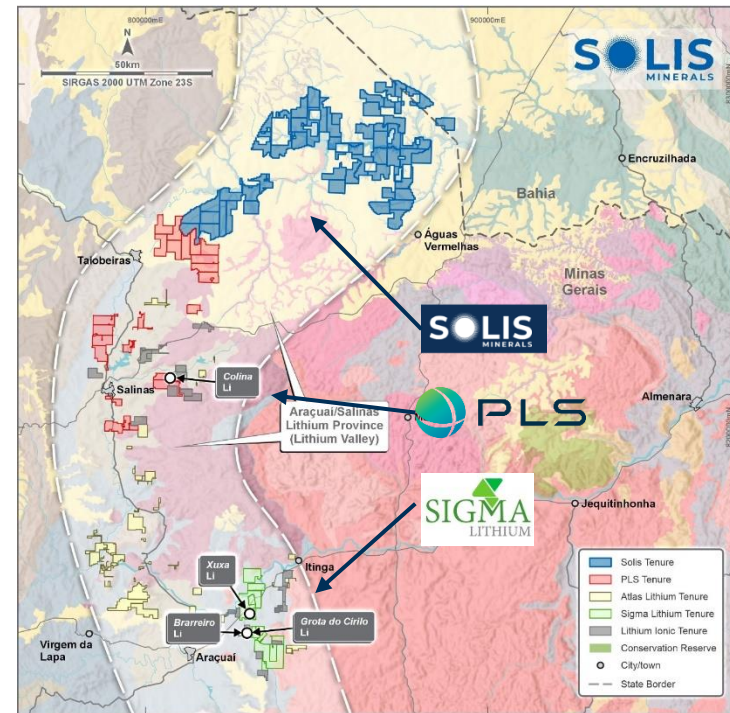 800000mE
900000mE
N
50km
SIRGAS 2000 UTM Zone 23S
SOLIS
MINERALS
Encruzilhada
Bahia
Águas
Vermelhas
Taiobeiras
Minas
Gerais
SOLIS
MINERALS
Colina
Li
Salinas
Araçuaí/Salinas
Lithium Province
(Lithium Valley)
PLS
Almenara
SIGMA
LITHIUM
Jequitinhonha
Itinga
Xuxa
Li
Brarreiro
Li
Grota do Cirilo
Li
Virgem da
Lapa
Araçuaí
Solis Tenure
PLS Tenure
Atlas Lithium Tenure
Sigma Lithium Tenure
Lithium Ionic Tenure
Conservation Reserve
City/town
State Border